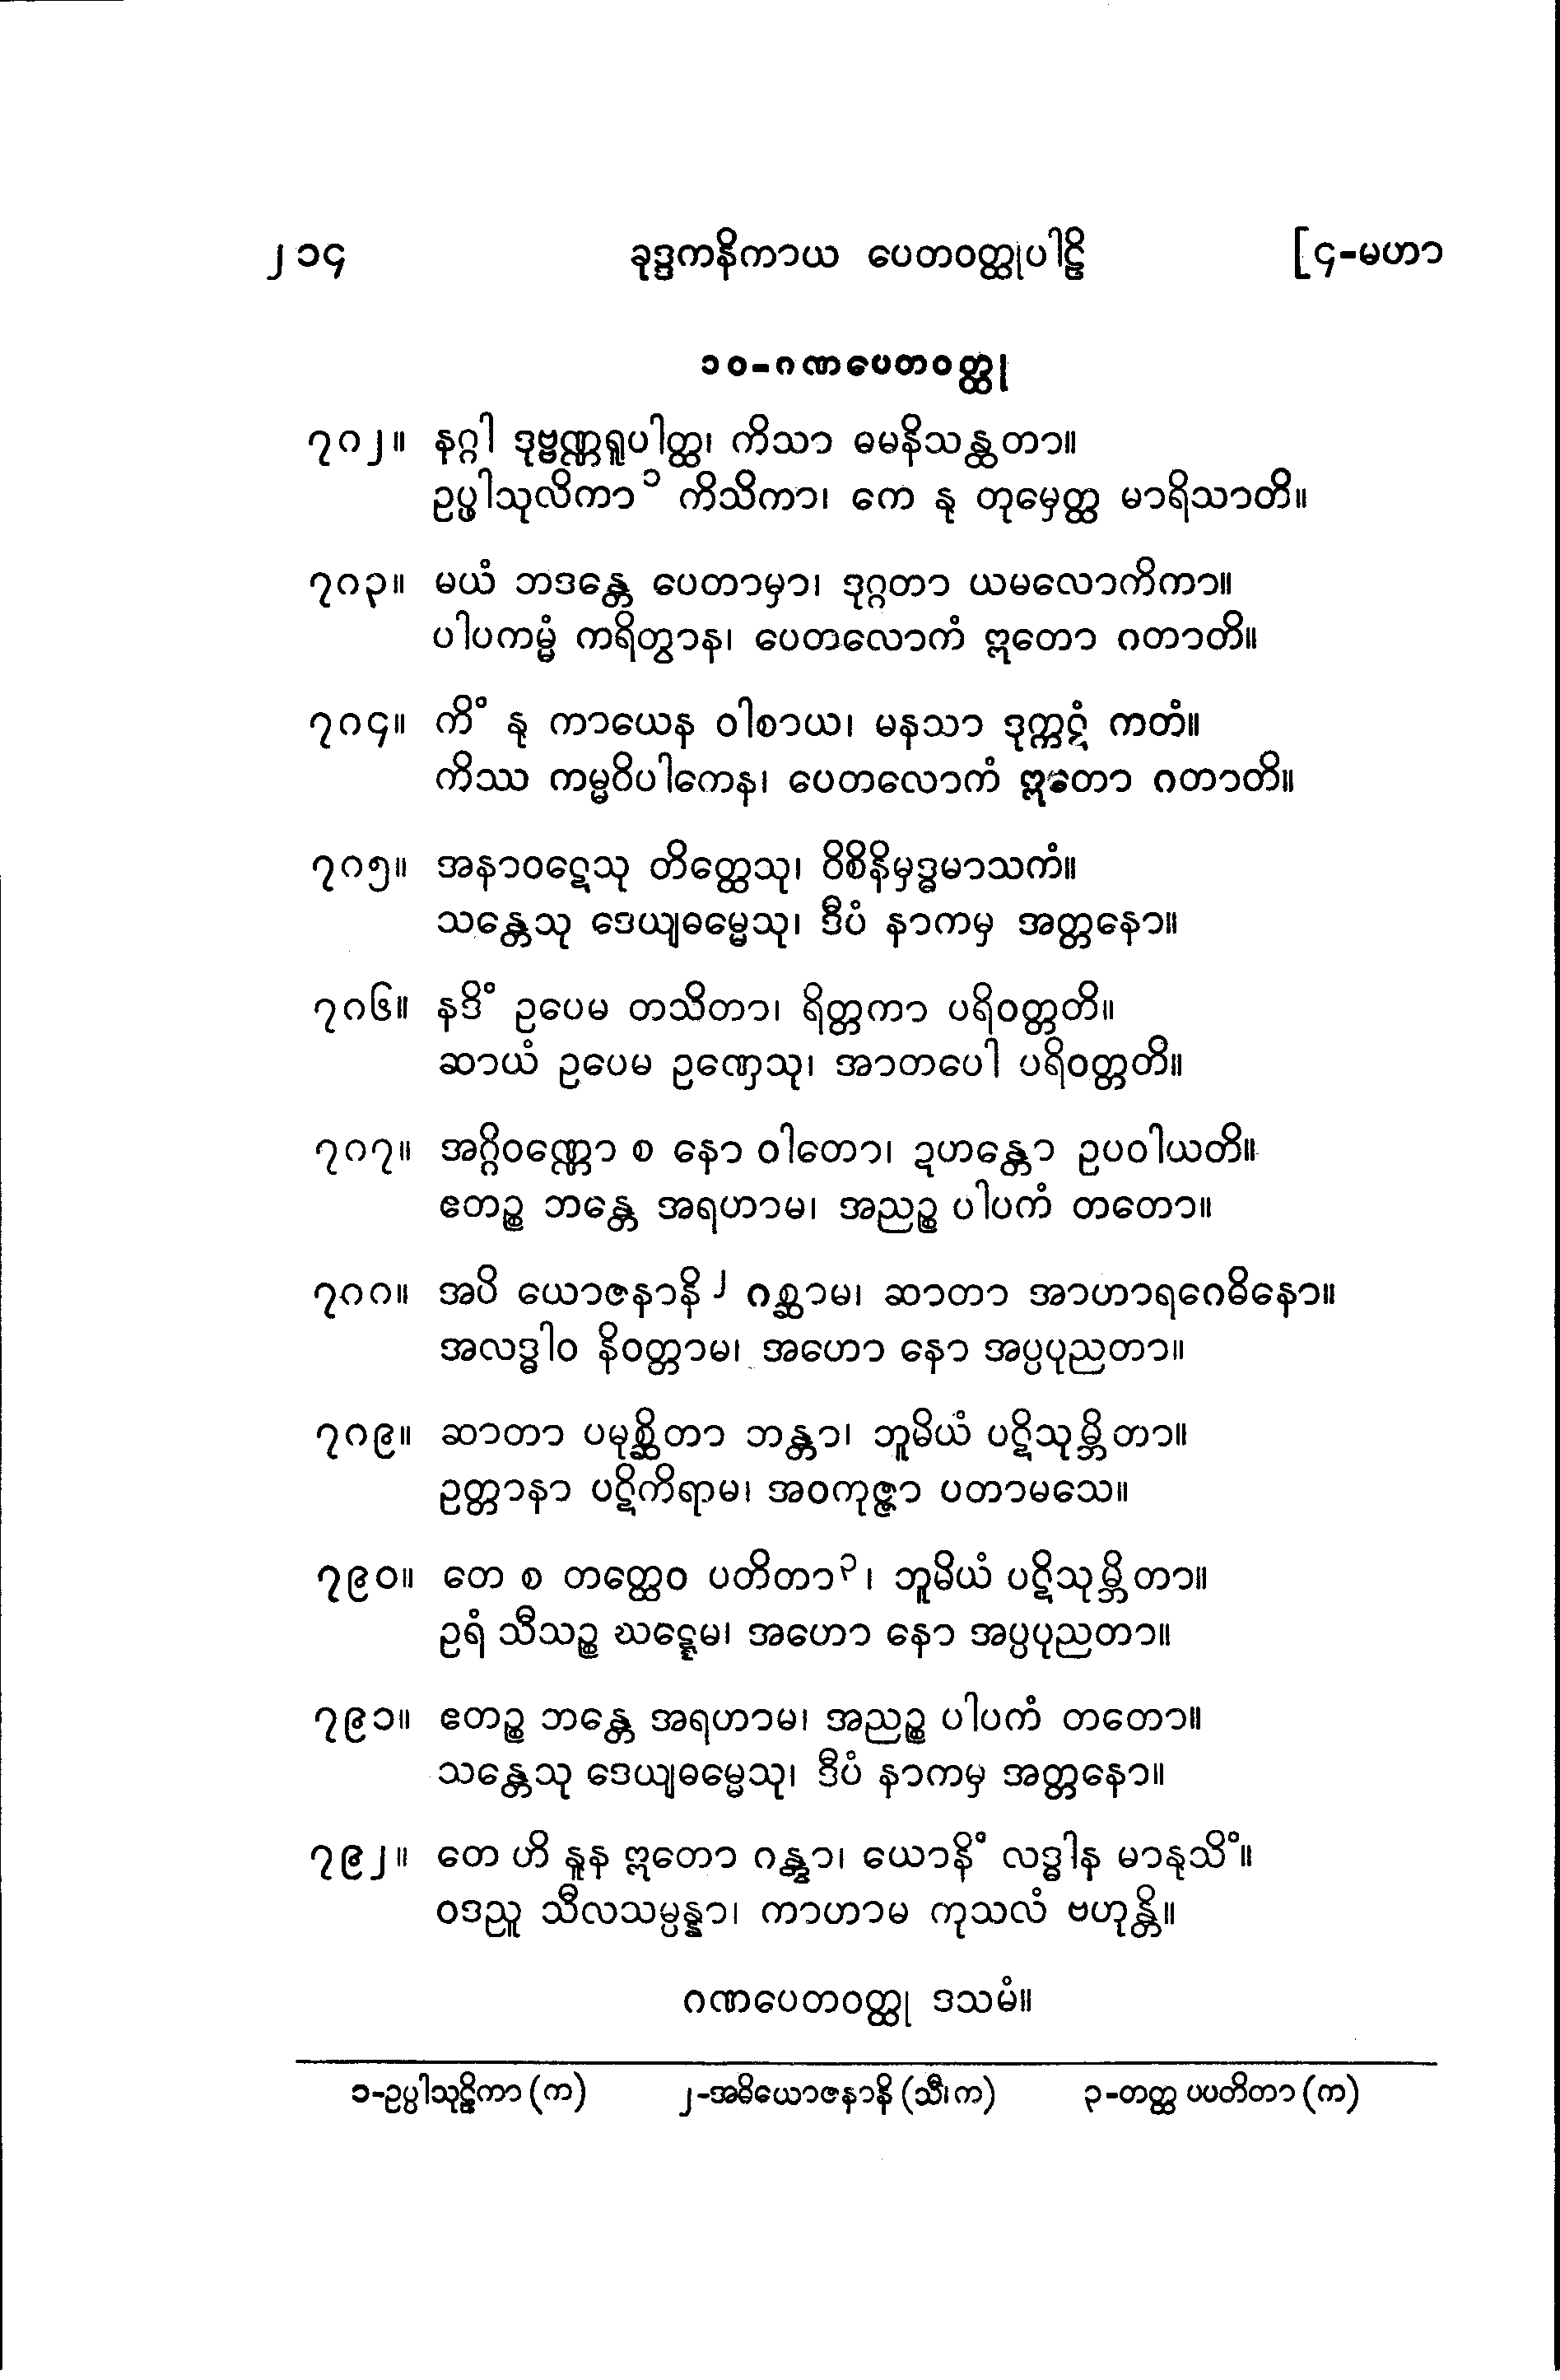 ၂၁၄ ခုဒ္ဒကနိကာယ ပေတဝတ္ထုပါဠိ [၄-မဟာ
၁၀-ဂဏပေတဝတ္ထု
၇၈၂။ နဂ္ဂါ ဒုဗ္ဗဏ္ဏရူပါတ္ထ၊ ကိသာ ဓမနိသန္ထတာ။
ဥပ္ဖါသုလိကာ ၁ ကိသိကာ၊ ကေ နု တုမှေတ္ထ မာရိသာတိ။
၇၈၃။ မယံ ဘဒန္တေ ပေတာမှာ၊ ဒုဂ္ဂတာ ယမလောကိကာ။
ပါပကမ္မံ ကရိတွာန၊ ပေတလောကံ ဣတော ဂတာတိ။
၇၈၄။ ကိံ နု ကာယေန ဝါစာယ၊ မနသာ ဒုက္ကဋံ ကတံ။
ကိဿ ကမ္မဝိပါကေန၊ ပေတလောကံ ဣတော ဂတာတိ။
၇၈၅။ အနာဝဋေသု တိတ္ထေသု၊ ဝိစိနိမှဒ္ဓမာသကံ။
သန္တေသု ဒေယျဓမ္မေသု၊ ဒီပံ နာကမှ အတ္တနော။
၇၈၆။ နဒိံ ဥပေမ တသိတာ၊ ရိတ္တကာ ပရိဝတ္တတိ။
ဆာယံ ဥပေမ ဥဏှေသု၊ အာတပေါ ပရိဝတ္တတိ။
၇၈၇။ အဂ္ဂိဝဏ္ဏော စ နော ဝါတော၊ ဍဟန္တော ဥပဝါယတိ။
ဧတဉ္စ ဘန္တေ အရဟာမ၊ အညဉ္စ ပါပကံ တတော။
၇၈၈။ အပိ ယောဇနာနိ ၂ ဂစ္ဆာမ၊ ဆာတာ အာဟာရဂေဓိနော။
အလဒ္ဓါဝ နိဝတ္တာမ၊ အဟော နော အပ္ပပုညတာ။
၇၈၉။ ဆာတာ ပမုစ္ဆိတာ ဘန္တာ၊ ဘူမိယံ ပဋိသုမ္ဘိတာ။
ဥတ္တာနာ ပဋိကိရာမ၊ အဝကုဇ္ဇာ ပတာမသေ။
၇၉၀။ တေ စ တတ္ထေဝ ပတိတာ ၃၊ ဘူမိယံ ပဋိသုမ္ဘိတာ။
ဥရံ သီသဉ္စ ဃဋ္ဋေမ၊ အဟော နော အပ္ပပုညတာ။
၇၉၁။ ဧတဉ္စ ဘန္တေ အရဟာမ၊ အညဉ္စ ပါပကံ တတော။
သန္တေသု ဒေယျဓမ္မေသု၊ ဒီပံ နာကမှ အတ္တနော။
၇၉၂။ တေ ဟိ နူန ဣတော ဂန္တွာ၊ ယောနိံ လဒ္ဓါန မာနုသိံ။
ဝဒညူ သီလသမ္ပန္နာ၊ ကာဟာမ ကုသလံ ဗဟုန္တိ။
ဂဏပေတဝတ္ထု ဒသမံ။
၁-ဥပ္ပါသုဠိကာ (က) ၂-အဓိယောဇနာနိ (သီ၊ က) ၃-တတ္ထ ပပတိတာ (က)